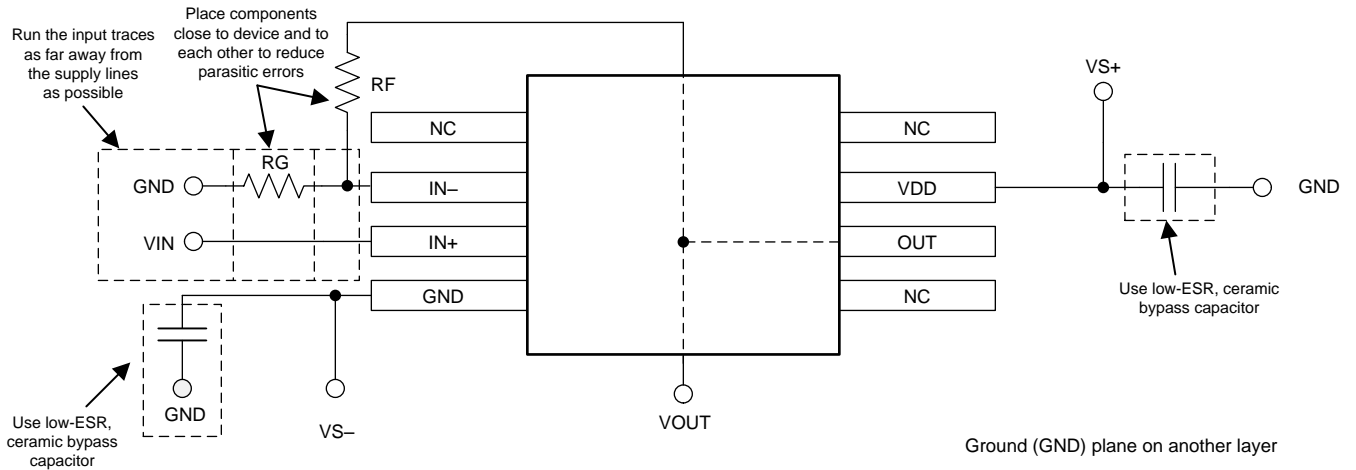 Place components
close to device and to
each other to reduce
parasitic errors
Run the input traces
as far away from
the supply lines
as possible
RF
VS+
NC
NC
RG
GND
IN–
VDD
GND
VIN
IN+
OUT
GND
NC
Use low-ESR, ceramic
bypass capacitor
GND
VS–
VOUT
Use low-ESR,
ceramic bypass
capacitor
Ground (GND) plane on another layer